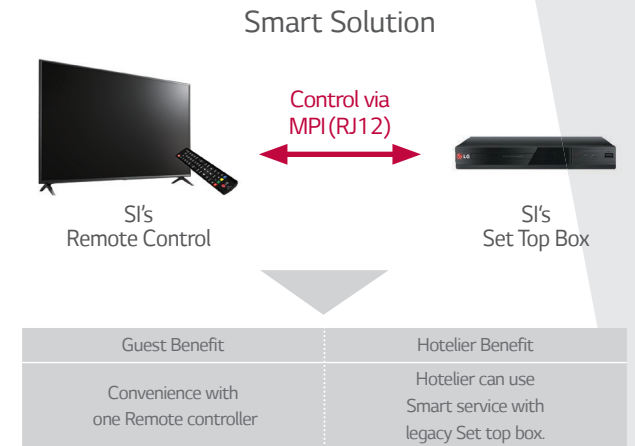 Smart Solution
Control via
MPI(RJ12)
LG
SI's
Remote Control
SI's
Set Top Box
Guest Benefit
Hotelier Benefit
Convenience with
one Remote controller
Hotelier can use
Smart service with
legacy Set top box.